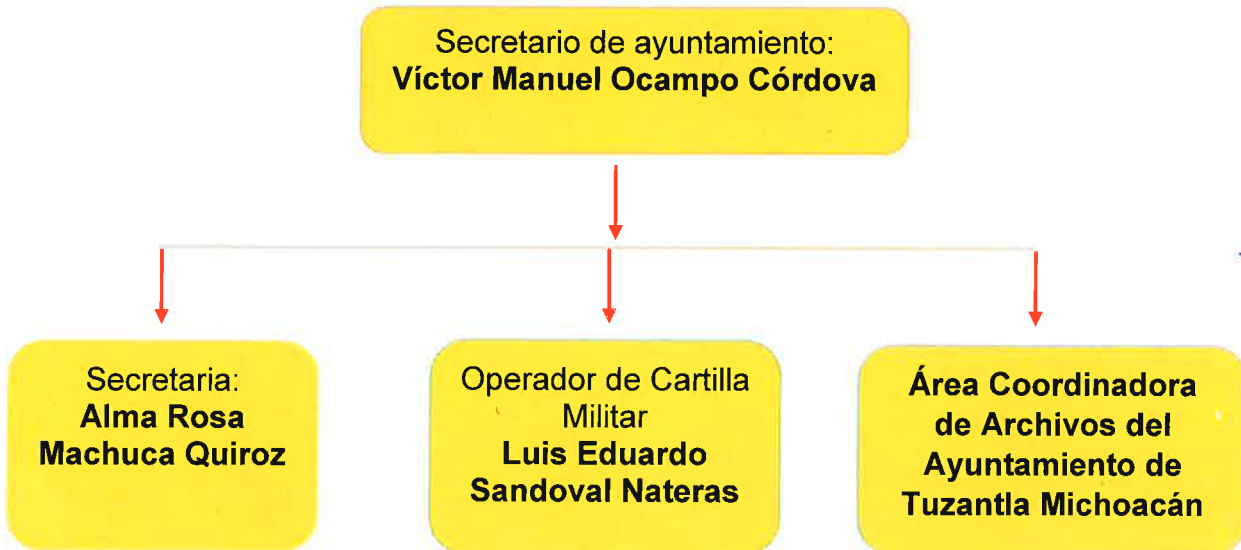 Secretario de ayuntamiento:
Víctor Manuel Ocampo Córdova
Secretaria:
Alma Rosa
Machuca Quiroz
Operador de Cartilla
Militar
Luis Eduardo
Sandoval Nateras
Área Coordinadora
de Archivos del
Ayuntamiento de
Tuzantla Michoacán